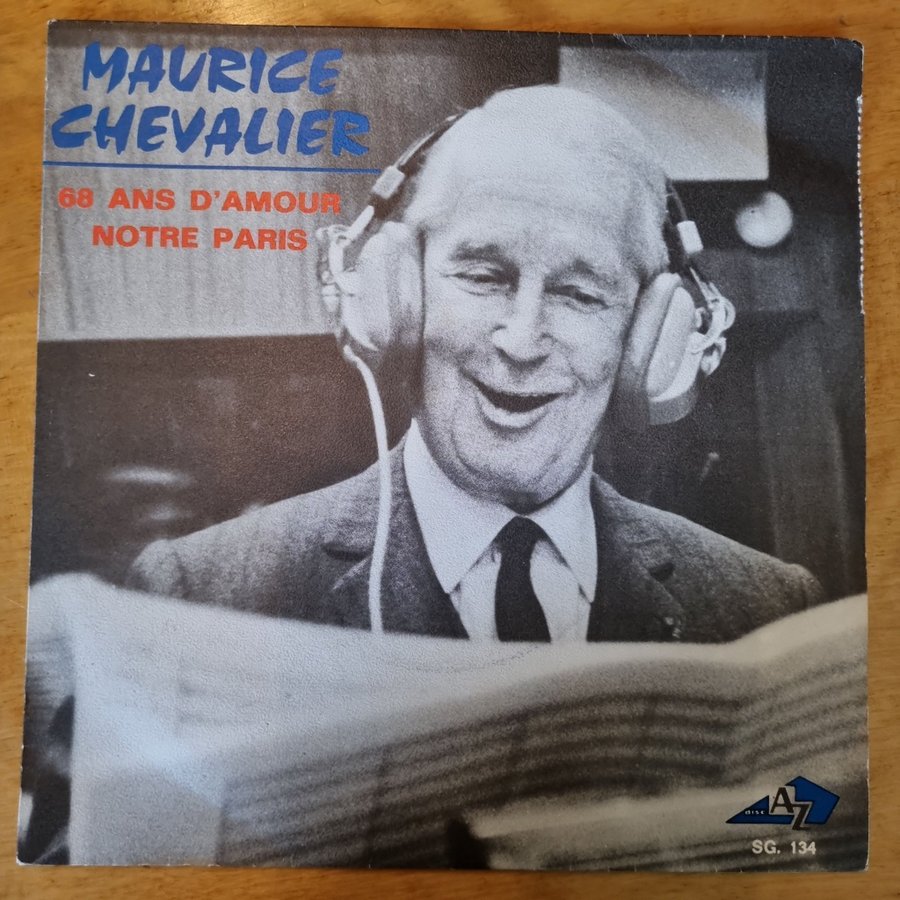 MAURICE
CHEVALIER
68 ANS D'AMOUR
NOTRE PARIS
DISC AZ
SG. 134